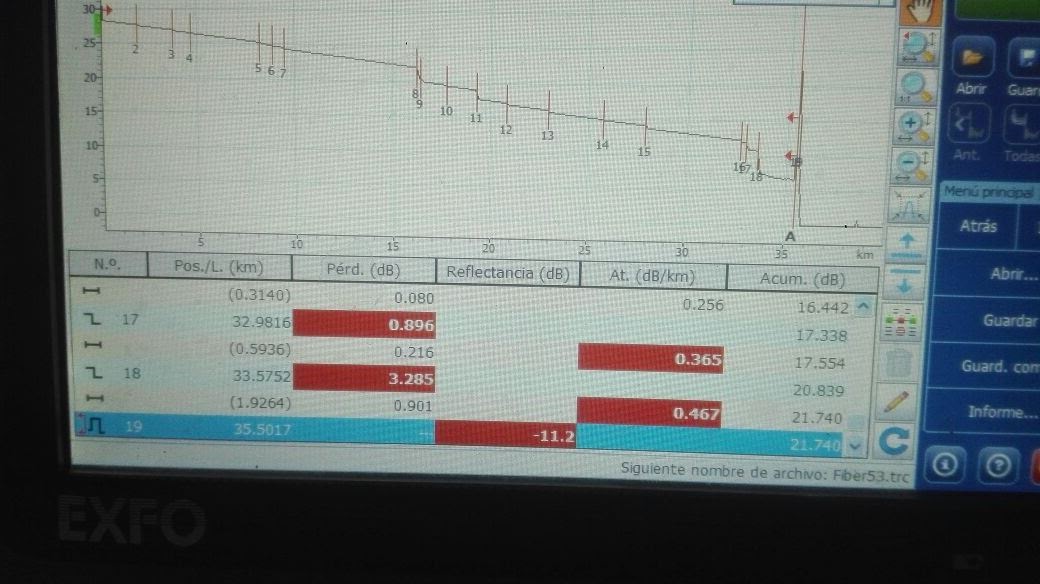 30
25
20
15
10
5
0
2
3
4
5
6
7
8
9
10
11
12
13
14
15
18
A
5
10
15
20
25
30
35
km
1:1
Abrir
Guar
Ant.
Todas
Menú principal
Atrás
Abrir...
Guardar
Guard. com
Informe...
N.º. Pos./L. (km) Pérd. (dB) Reflectancia (dB) At. (dB/km) Acum. (dB)
(0.3140) 0.080 0.256 16.442
17 32.9816 0.896 17.338
(0.5936) 0.216 0.365 17.554
18 33.5752 3.285 20.839
(1.9264) 0.901 0.467 21.740
19 35.5017 --- -11.2 21.740
Siguiente nombre de archivo: Fiber53.trc
EXFO